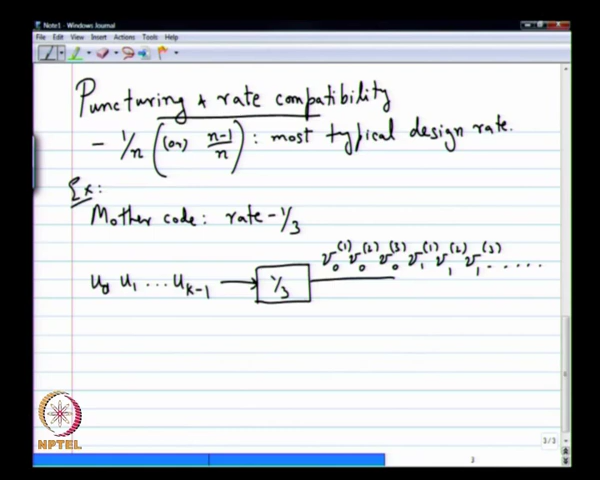 Note1 - Windows Journal
File Edit View Insert Actions Tools Help
Puncturing & rate compatibility
- 1/n (or) (n-1)/n : most typical design rate.
Ex:
Mother code: rate - 1/3
v₀⁽¹⁾ v₀⁽²⁾ v₀⁽³⁾ v₁⁽¹⁾ v₁⁽²⁾ v₁⁽³⁾ ......
u₀ u₁ ... u_{k-1} → 1/3
NPTEL
3/3
3